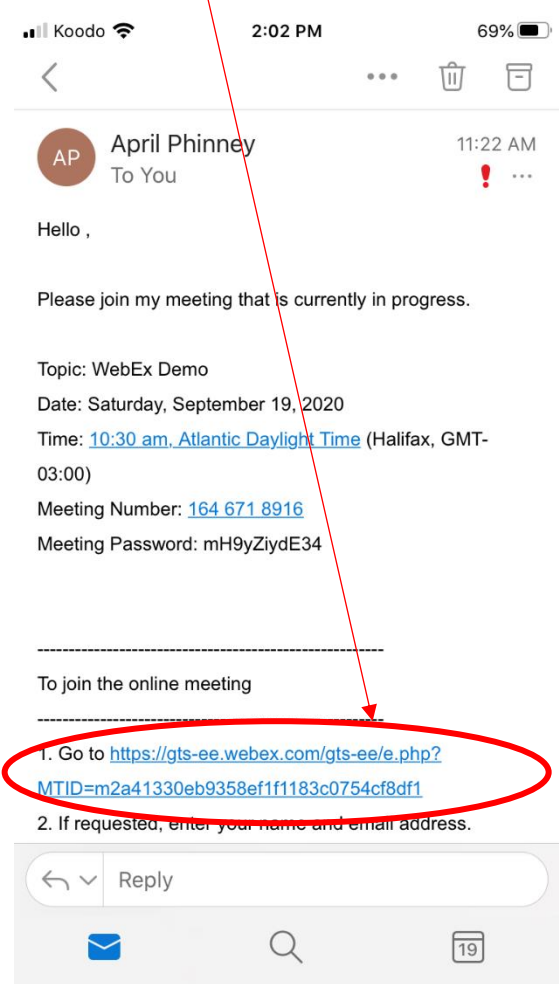 Koodo 2:02 PM 69%
AP April Phinney 11:22 AM
To You
Hello ,
Please join my meeting that is currently in progress.
Topic: WebEx Demo
Date: Saturday, September 19, 2020
Time: 10:30 am, Atlantic Daylight Time (Halifax, GMT-
03:00)
Meeting Number: 164 671 8916
Meeting Password: mH9yZiydE34
-------------------------------------------------------
To join the online meeting
-------------------------------------------------------
1. Go to https://gts-ee.webex.com/gts-ee/e.php?
MTID=m2a41330eb9358ef1f1183c0754cf8df1
2. If requested, enter your name and email address.
Reply
19